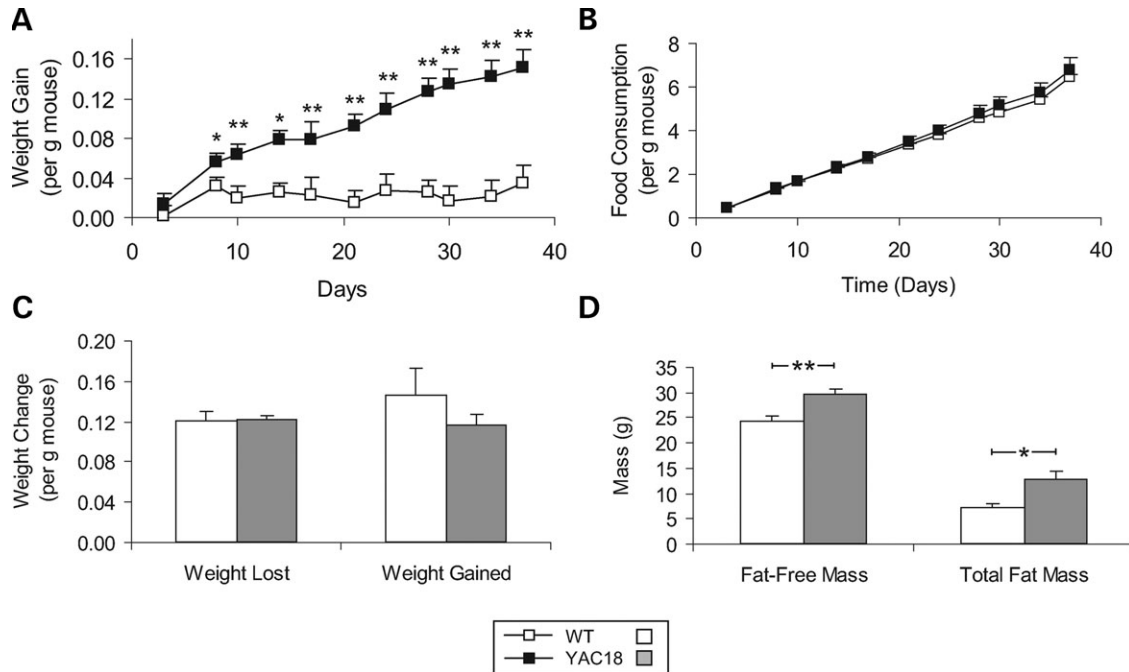 A
Weight Gain
(per g mouse)
0.16
0.12
0.08
0.04
0.00
* ** * ** ** ** ** ** ** **
0 10 20 30 40
Days
B
Food Consumption
(per g mouse)
8
6
4
2
0
0 10 20 30 40
Time (Days)
C
Weight Change
(per g mouse)
0.20
0.16
0.12
0.08
0.04
0.00
Weight Lost Weight Gained
D
Mass (g)
35
30
25
20
15
10
5
0
**
*
Fat-Free Mass Total Fat Mass
WT
YAC18